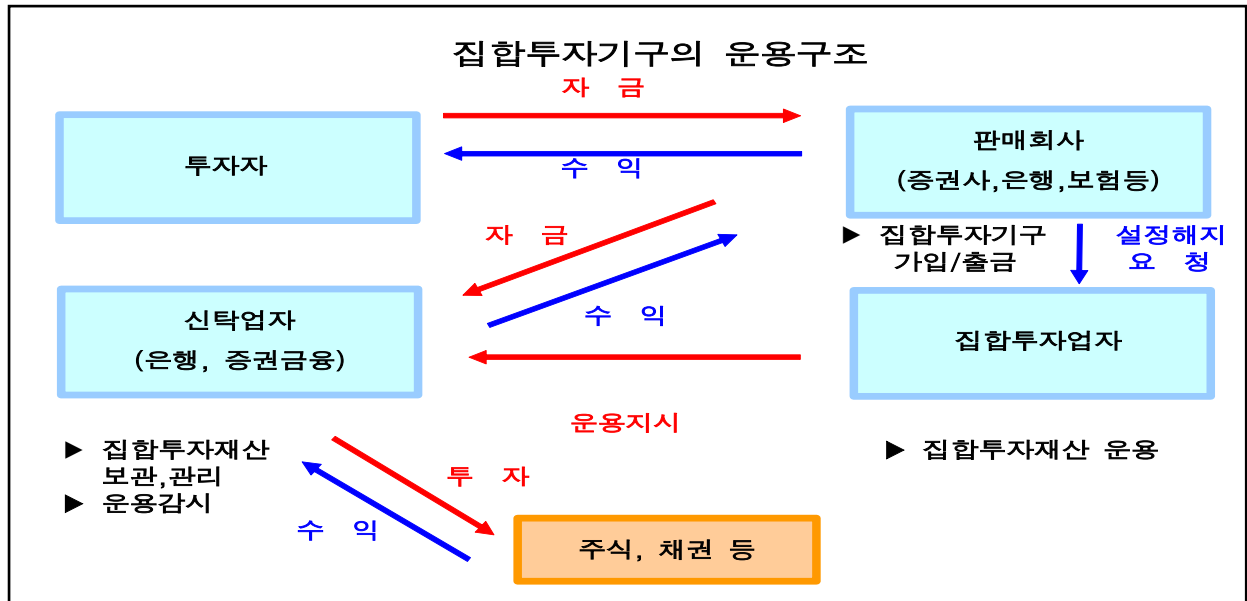 집합투자기구의 운용구조
자 금
투자자
수 익
판매회사
(증권사,은행,보험등)
자 금
▶ 집합투자기구
가입/출금
설정해지
요 청
신탁업자
(은행, 증권금융)
수 익
집합투자업자
운용지시
▶ 집합투자재산
보관,관리
▶ 운용감시
▶ 집합투자재산 운용
투 자
수 익
주식, 채권 등